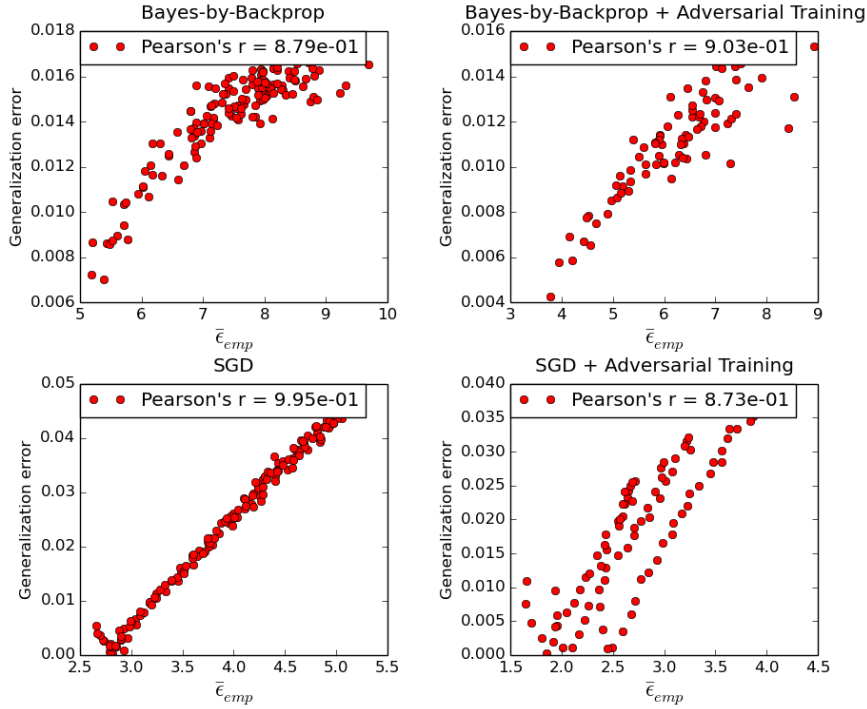 Bayes-by-Backprop
Pearson's r = 8.79e-01
0.018
0.016
0.014
0.012
0.010
0.008
0.006
Generalization error
5 6 7 8 9 10
ε̄emp
Bayes-by-Backprop + Adversarial Training
Pearson's r = 9.03e-01
0.016
0.014
0.012
0.010
0.008
0.006
0.004
Generalization error
3 4 5 6 7 8 9
ε̄emp
SGD
Pearson's r = 9.95e-01
0.05
0.04
0.03
0.02
0.01
0.00
Generalization error
2.5 3.0 3.5 4.0 4.5 5.0 5.5
ε̄emp
SGD + Adversarial Training
Pearson's r = 8.73e-01
0.040
0.035
0.030
0.025
0.020
0.015
0.010
0.005
0.000
Generalization error
1.5 2.0 2.5 3.0 3.5 4.0 4.5
ε̄emp